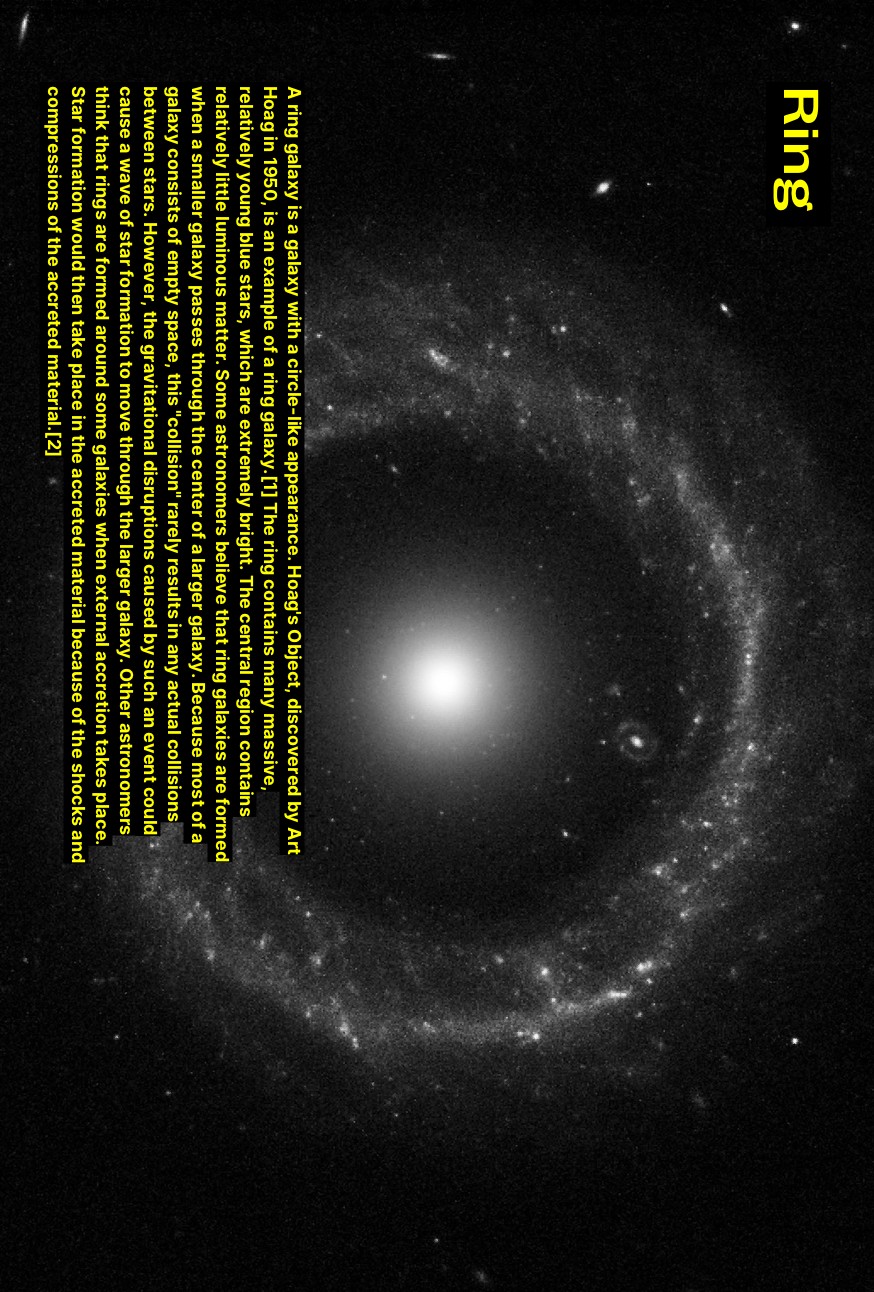 Ring
A ring galaxy is a galaxy with a circle-like appearance. Hoag's Object, discovered by Art
Hoag in 1950, is an example of a ring galaxy.[1] The ring contains many massive,
relatively young blue stars, which are extremely bright. The central region contains
relatively little luminous matter. Some astronomers believe that ring galaxies are formed
when a smaller galaxy passes through the center of a larger galaxy. Because most of a
galaxy consists of empty space, this "collision" rarely results in any actual collisions
between stars. However, the gravitational disruptions caused by such an event could
cause a wave of star formation to move through the larger galaxy. Other astronomers
think that rings are formed around some galaxies when external accretion takes place.
Star formation would then take place in the accreted material because of the shocks and
compressions of the accreted material.[2]